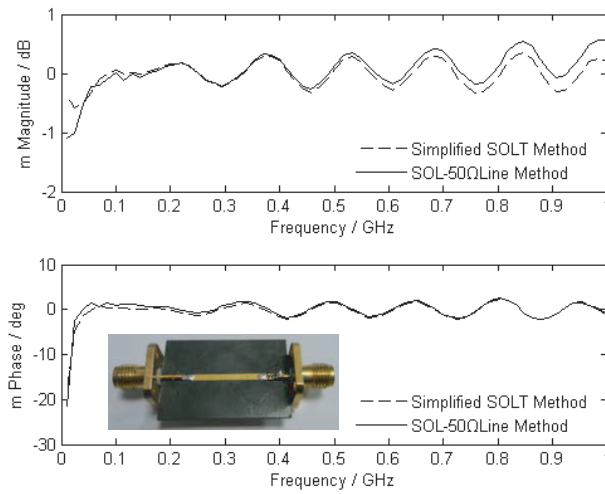 1
0
-1
-2
m Magnitude / dB
Simplified SOLT Method
SOL-50ΩLine Method
0 0.1 0.2 0.3 0.4 0.5 0.6 0.7 0.8 0.9 1
Frequency / GHz
10
0
-10
-20
-30
m Phase / deg
Simplified SOLT Method
SOL-50ΩLine Method
0 0.1 0.2 0.3 0.4 0.5 0.6 0.7 0.8 0.9 1
Frequency / GHz